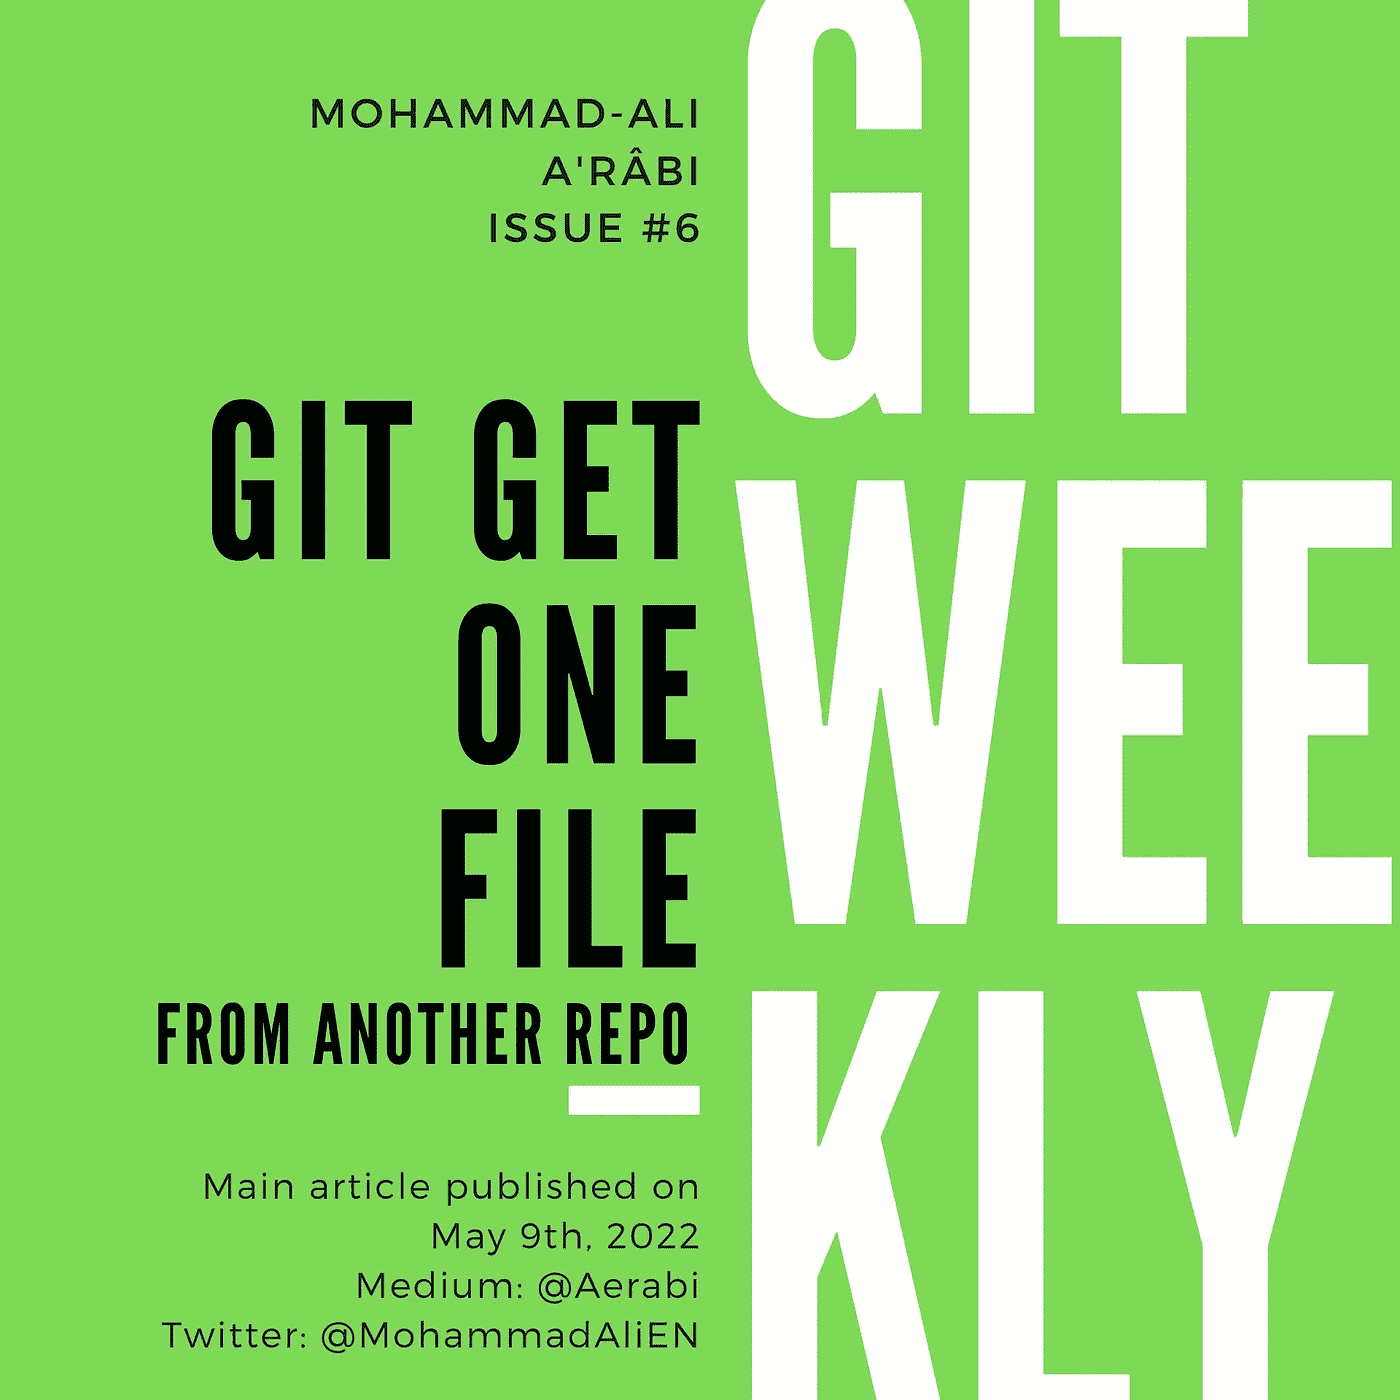 MOHAMMAD-ALI
A'RÂBI
ISSUE #6
GIT GET
ONE
FILE
FROM ANOTHER REPO
Main article published on
May 9th, 2022
Medium: @Aerabi
Twitter: @MohammadAliEN
GIT
WEE
KLY